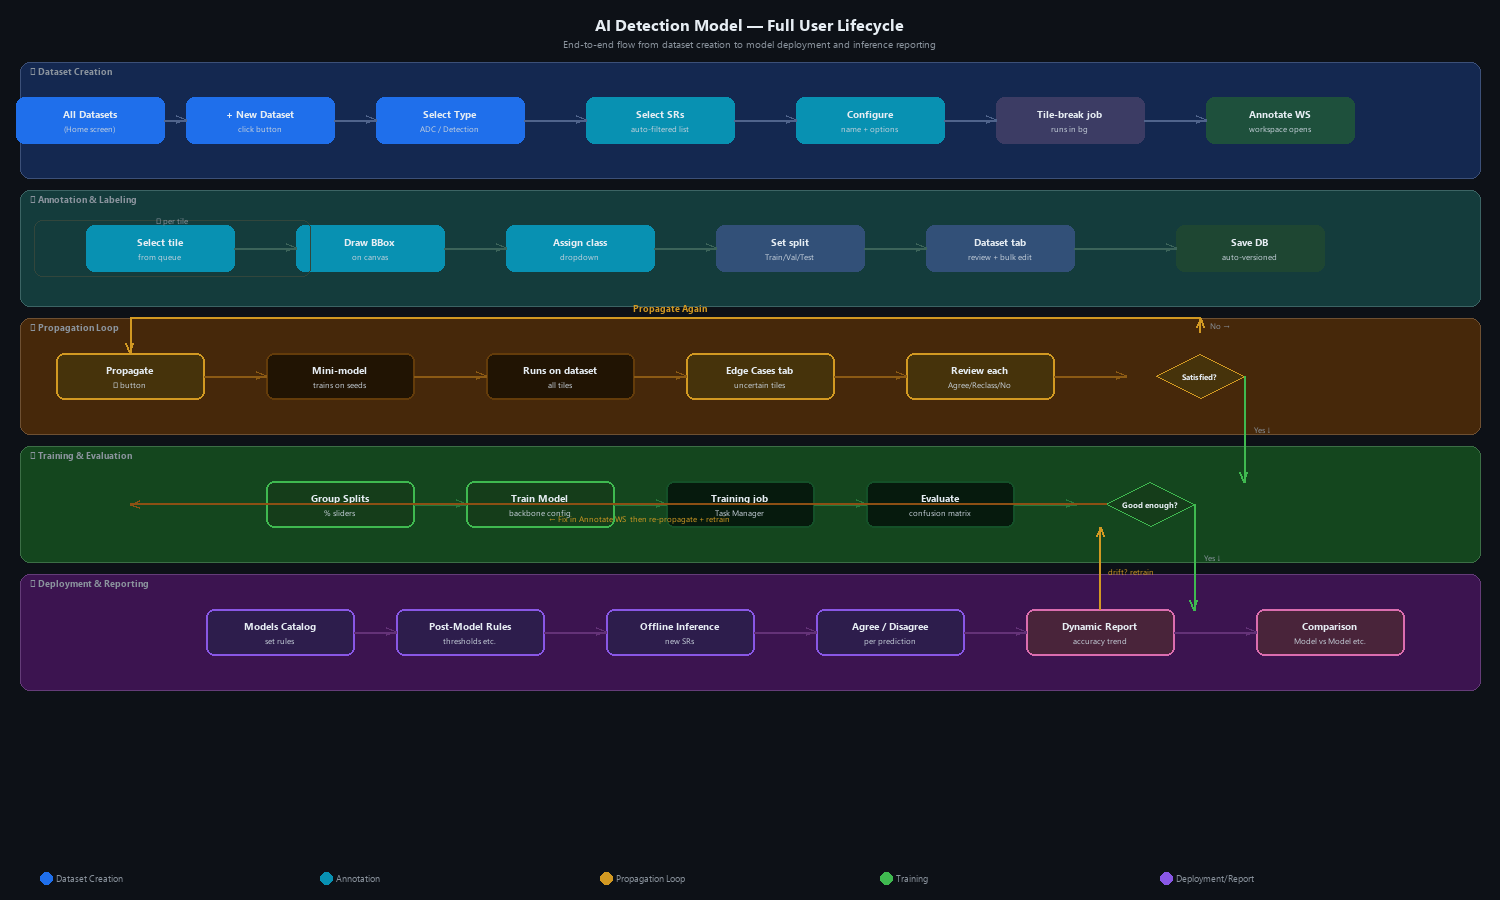 AI Detection Model — Full User Lifecycle
End-to-end flow from dataset creation to model deployment and inference reporting
Dataset Creation
All Datasets
(Home screen)
+ New Dataset
click button
Select Type
ADC / Detection
Select SRs
auto-filtered list
Configure
name + options
Tile-break job
runs in bg
Annotate WS
workspace opens
Annotation & Labeling
per tile
Select tile
from queue
Draw BBox
on canvas
Assign class
dropdown
Set split
Train/Val/Test
Dataset tab
review + bulk edit
Save DB
auto-versioned
Propagate Again
Propagation Loop
No →
Propagate
button
Mini-model
trains on seeds
Runs on dataset
all tiles
Edge Cases tab
uncertain tiles
Review each
Agree/Reclass/No
Satisfied?
Yes ↓
Training & Evaluation
Group Splits
% sliders
Train Model
backbone config
Training job
Task Manager
Evaluate
confusion matrix
Good enough?
← Fix in Annotate WS then re-propagate + retrain
Yes ↓
drift? retrain
Deployment & Reporting
Models Catalog
set rules
Post-Model Rules
thresholds etc.
Offline Inference
new SRs
Agree / Disagree
per prediction
Dynamic Report
accuracy trend
Comparison
Model vs Model etc.
Dataset Creation
Annotation
Propagation Loop
Training
Deployment/Report